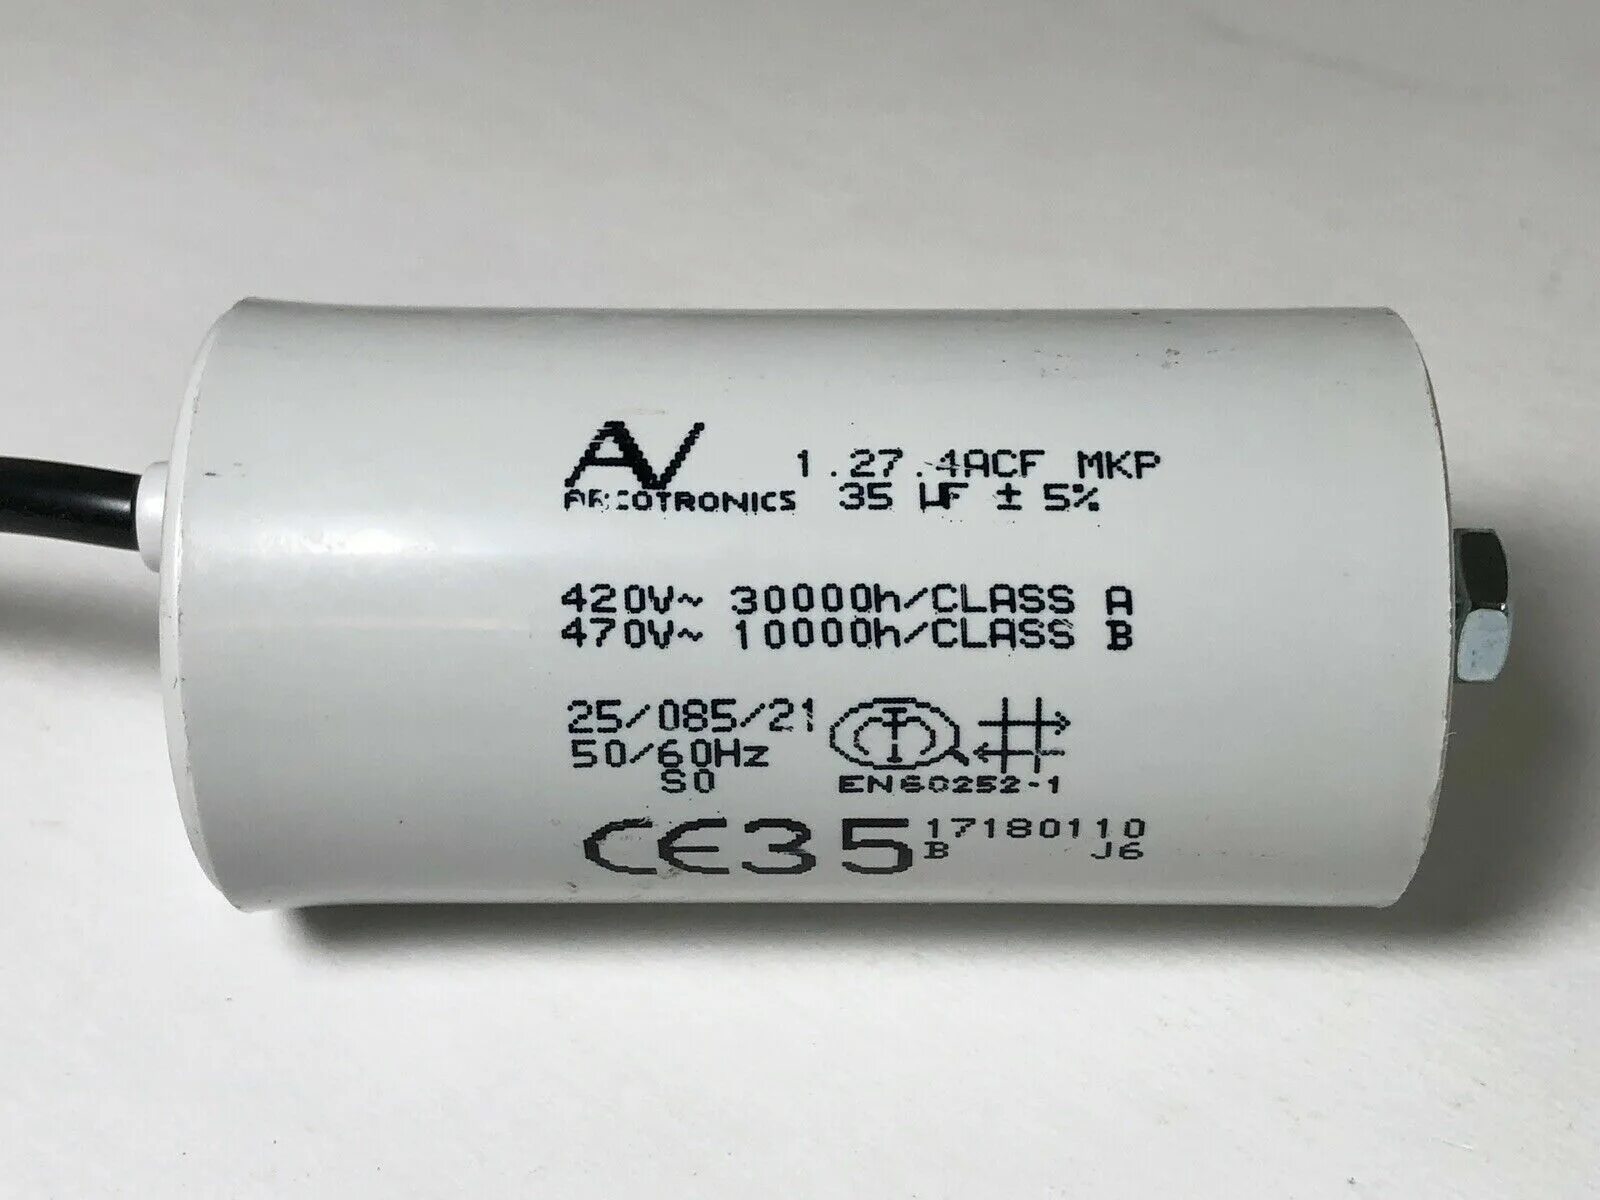 AV 1.27.4ACF MKP
ARCOTRONICS 35 µF ± 5%
420V~ 30000h/CLASS A
470V~ 10000h/CLASS B
25/085/21
50/60Hz
S0
EN60252-1
CE35 17180110
B J6